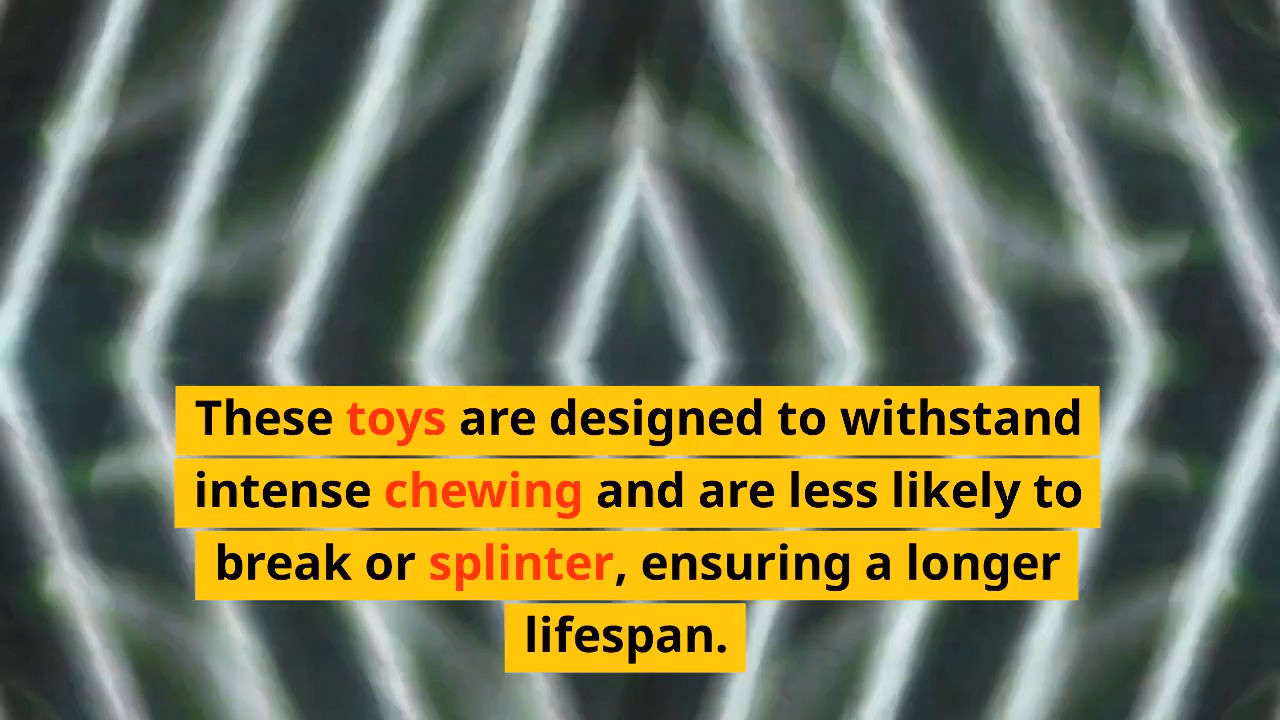 These toys are designed to withstand
intense chewing and are less likely to
break or splinter, ensuring a longer
lifespan.